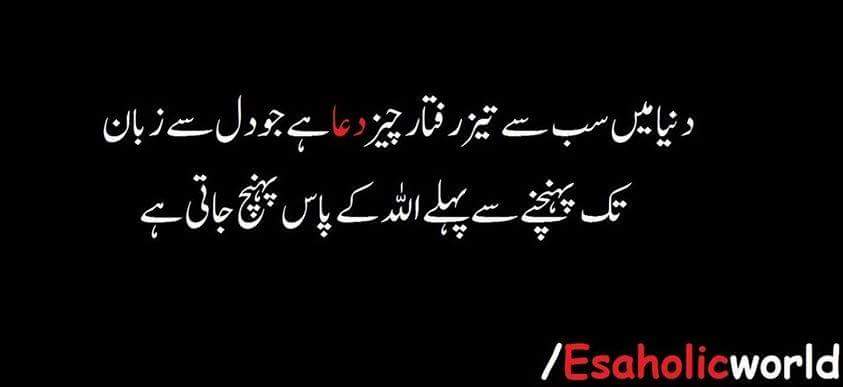 دنیا میں سب سے تیز رفتار چیز دعا ہے جو دل سے زبان
تک پہنچنے سے پہلے اللہ کے پاس پہنچ جاتی ہے
/Esaholicworld